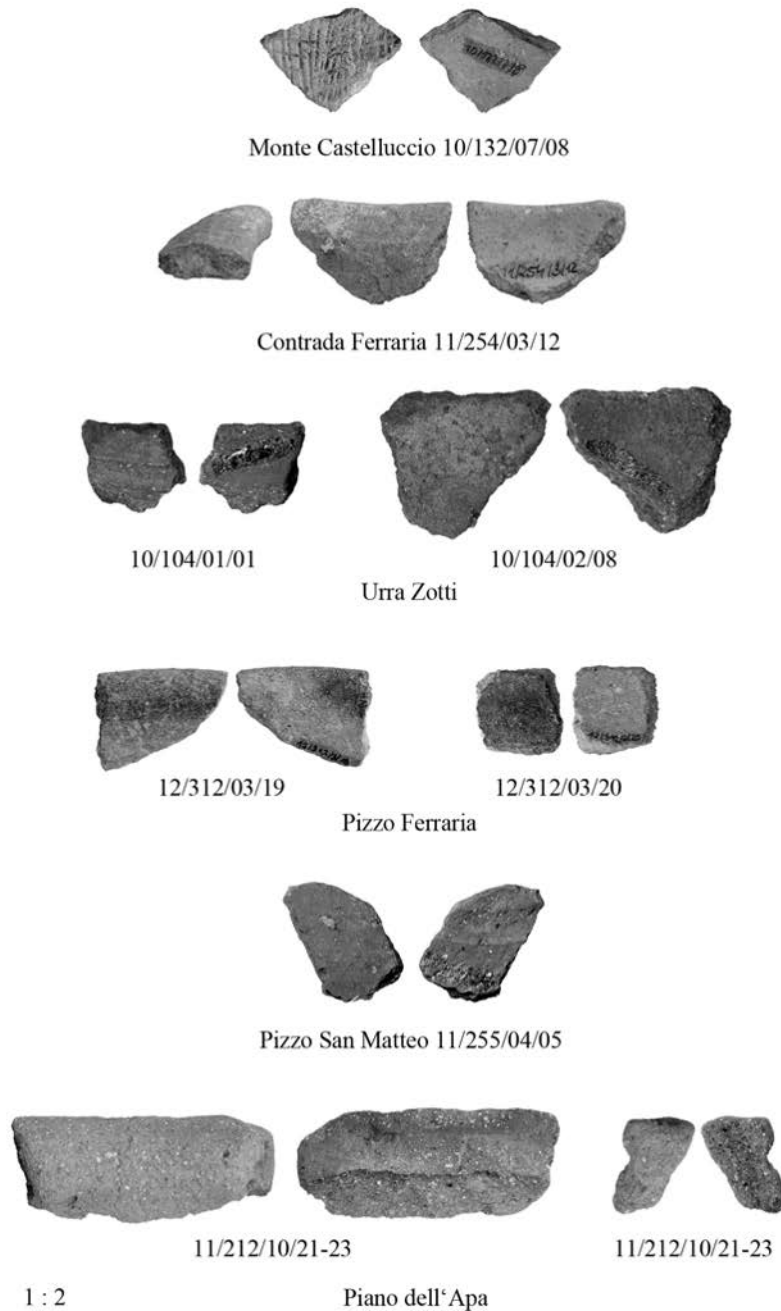 Monte Castelluccio 10/132/07/08
Contrada Ferraria 11/254/03/12
10/104/01/01 10/104/02/08
Urra Zotti
12/312/03/19 12/312/03/20
Pizzo Ferraria
Pizzo San Matteo 11/255/04/05
11/212/10/21-23 11/212/10/21-23
1 : 2 Piano dell‘Apa